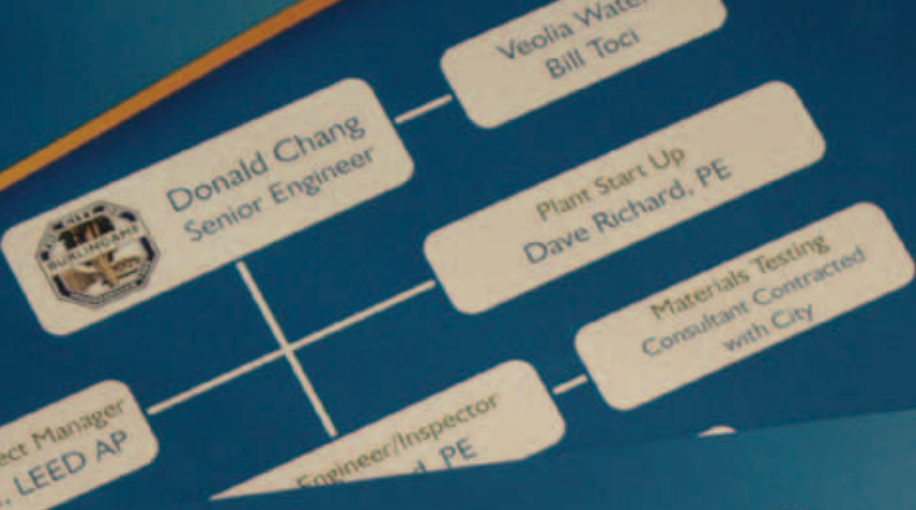 Veolia Water
Bill Toci
Donald Chang
Senior Engineer
BURLINGAME
Plant Start Up
Dave Richard, PE
Materials Testing
Consultant Contracted
with City
ect Manager
, LEED AP
Engineer/Inspector
d, PE